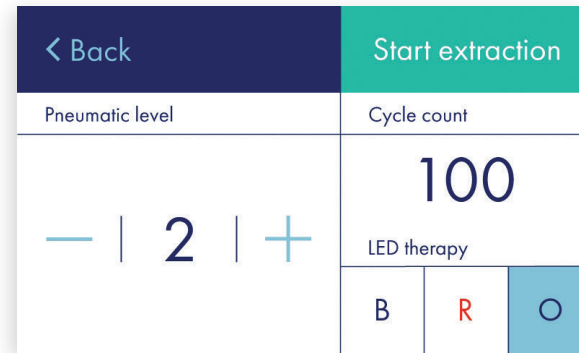 < Back
Start extraction
Pneumatic level
Cycle count
100
— | 2 | +
LED therapy
B R O